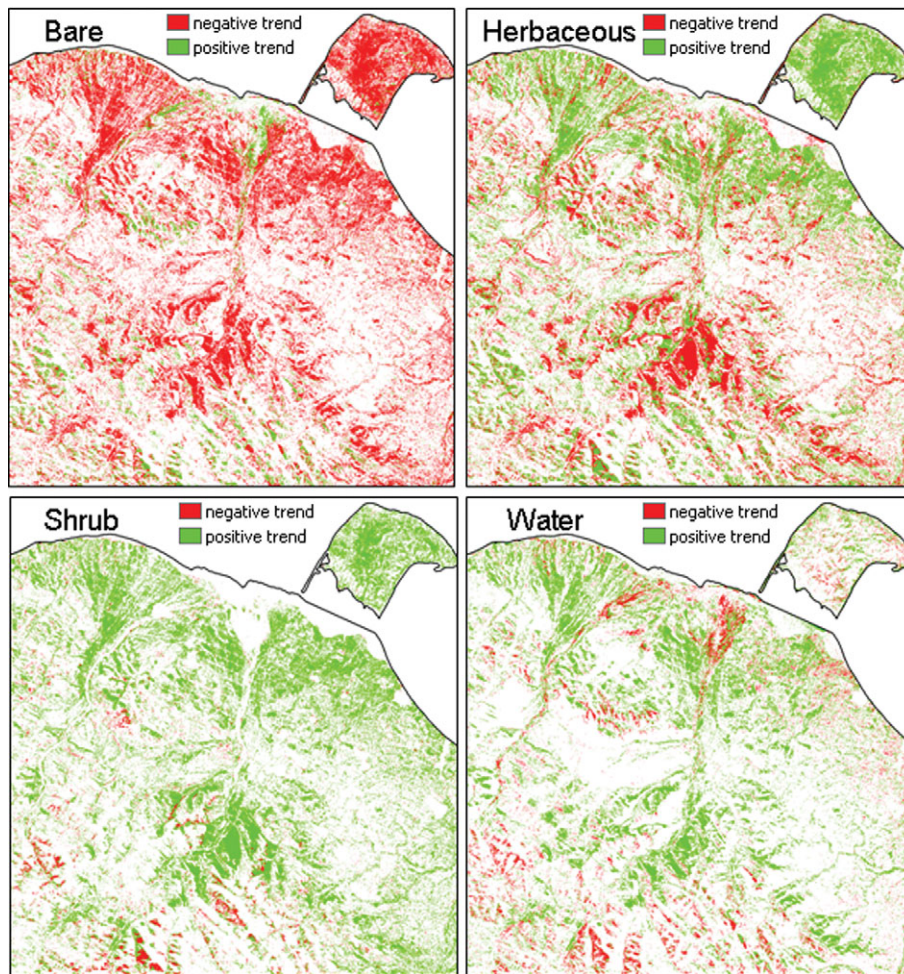 Bare
negative trend
positive trend
Herbaceous
negative trend
positive trend
Shrub
negative trend
positive trend
Water
negative trend
positive trend